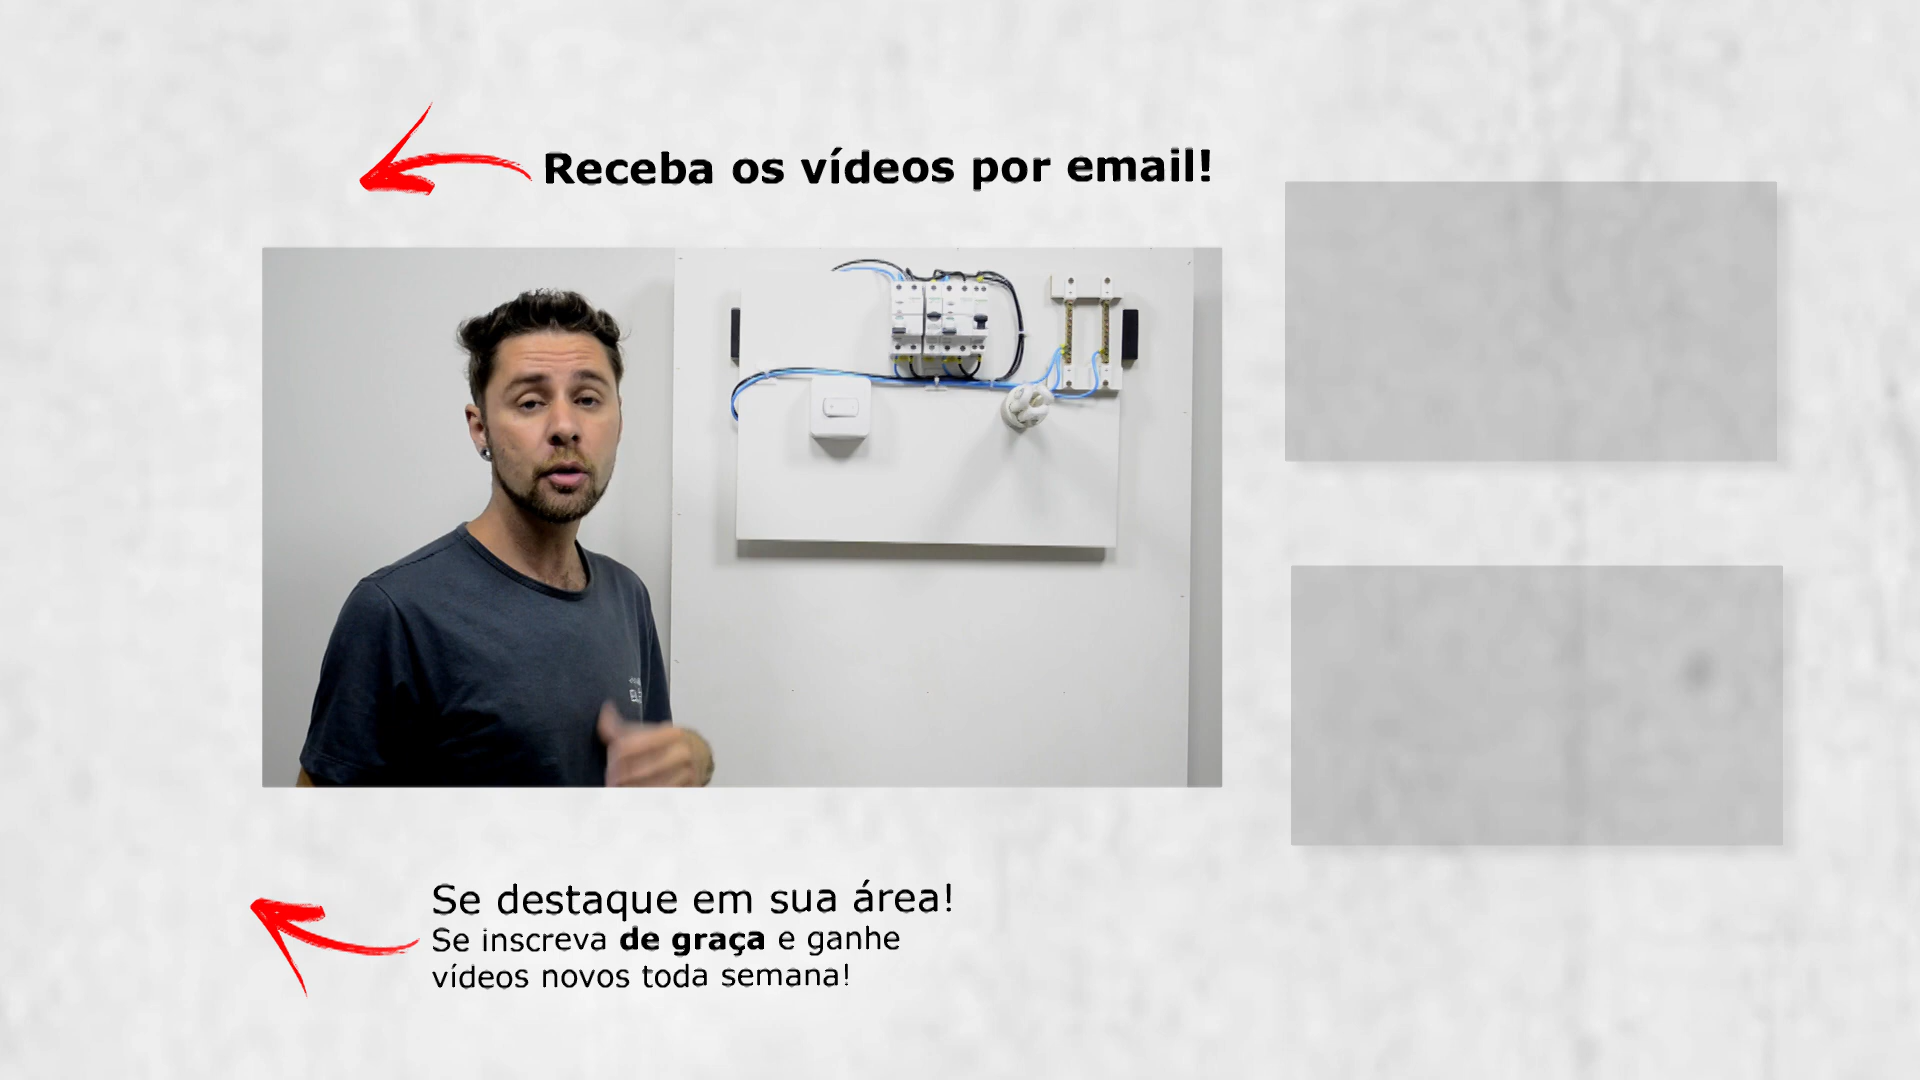 Receba os vídeos por email!
Se destaque em sua área!
Se inscreva de graça e ganhe
vídeos novos toda semana!